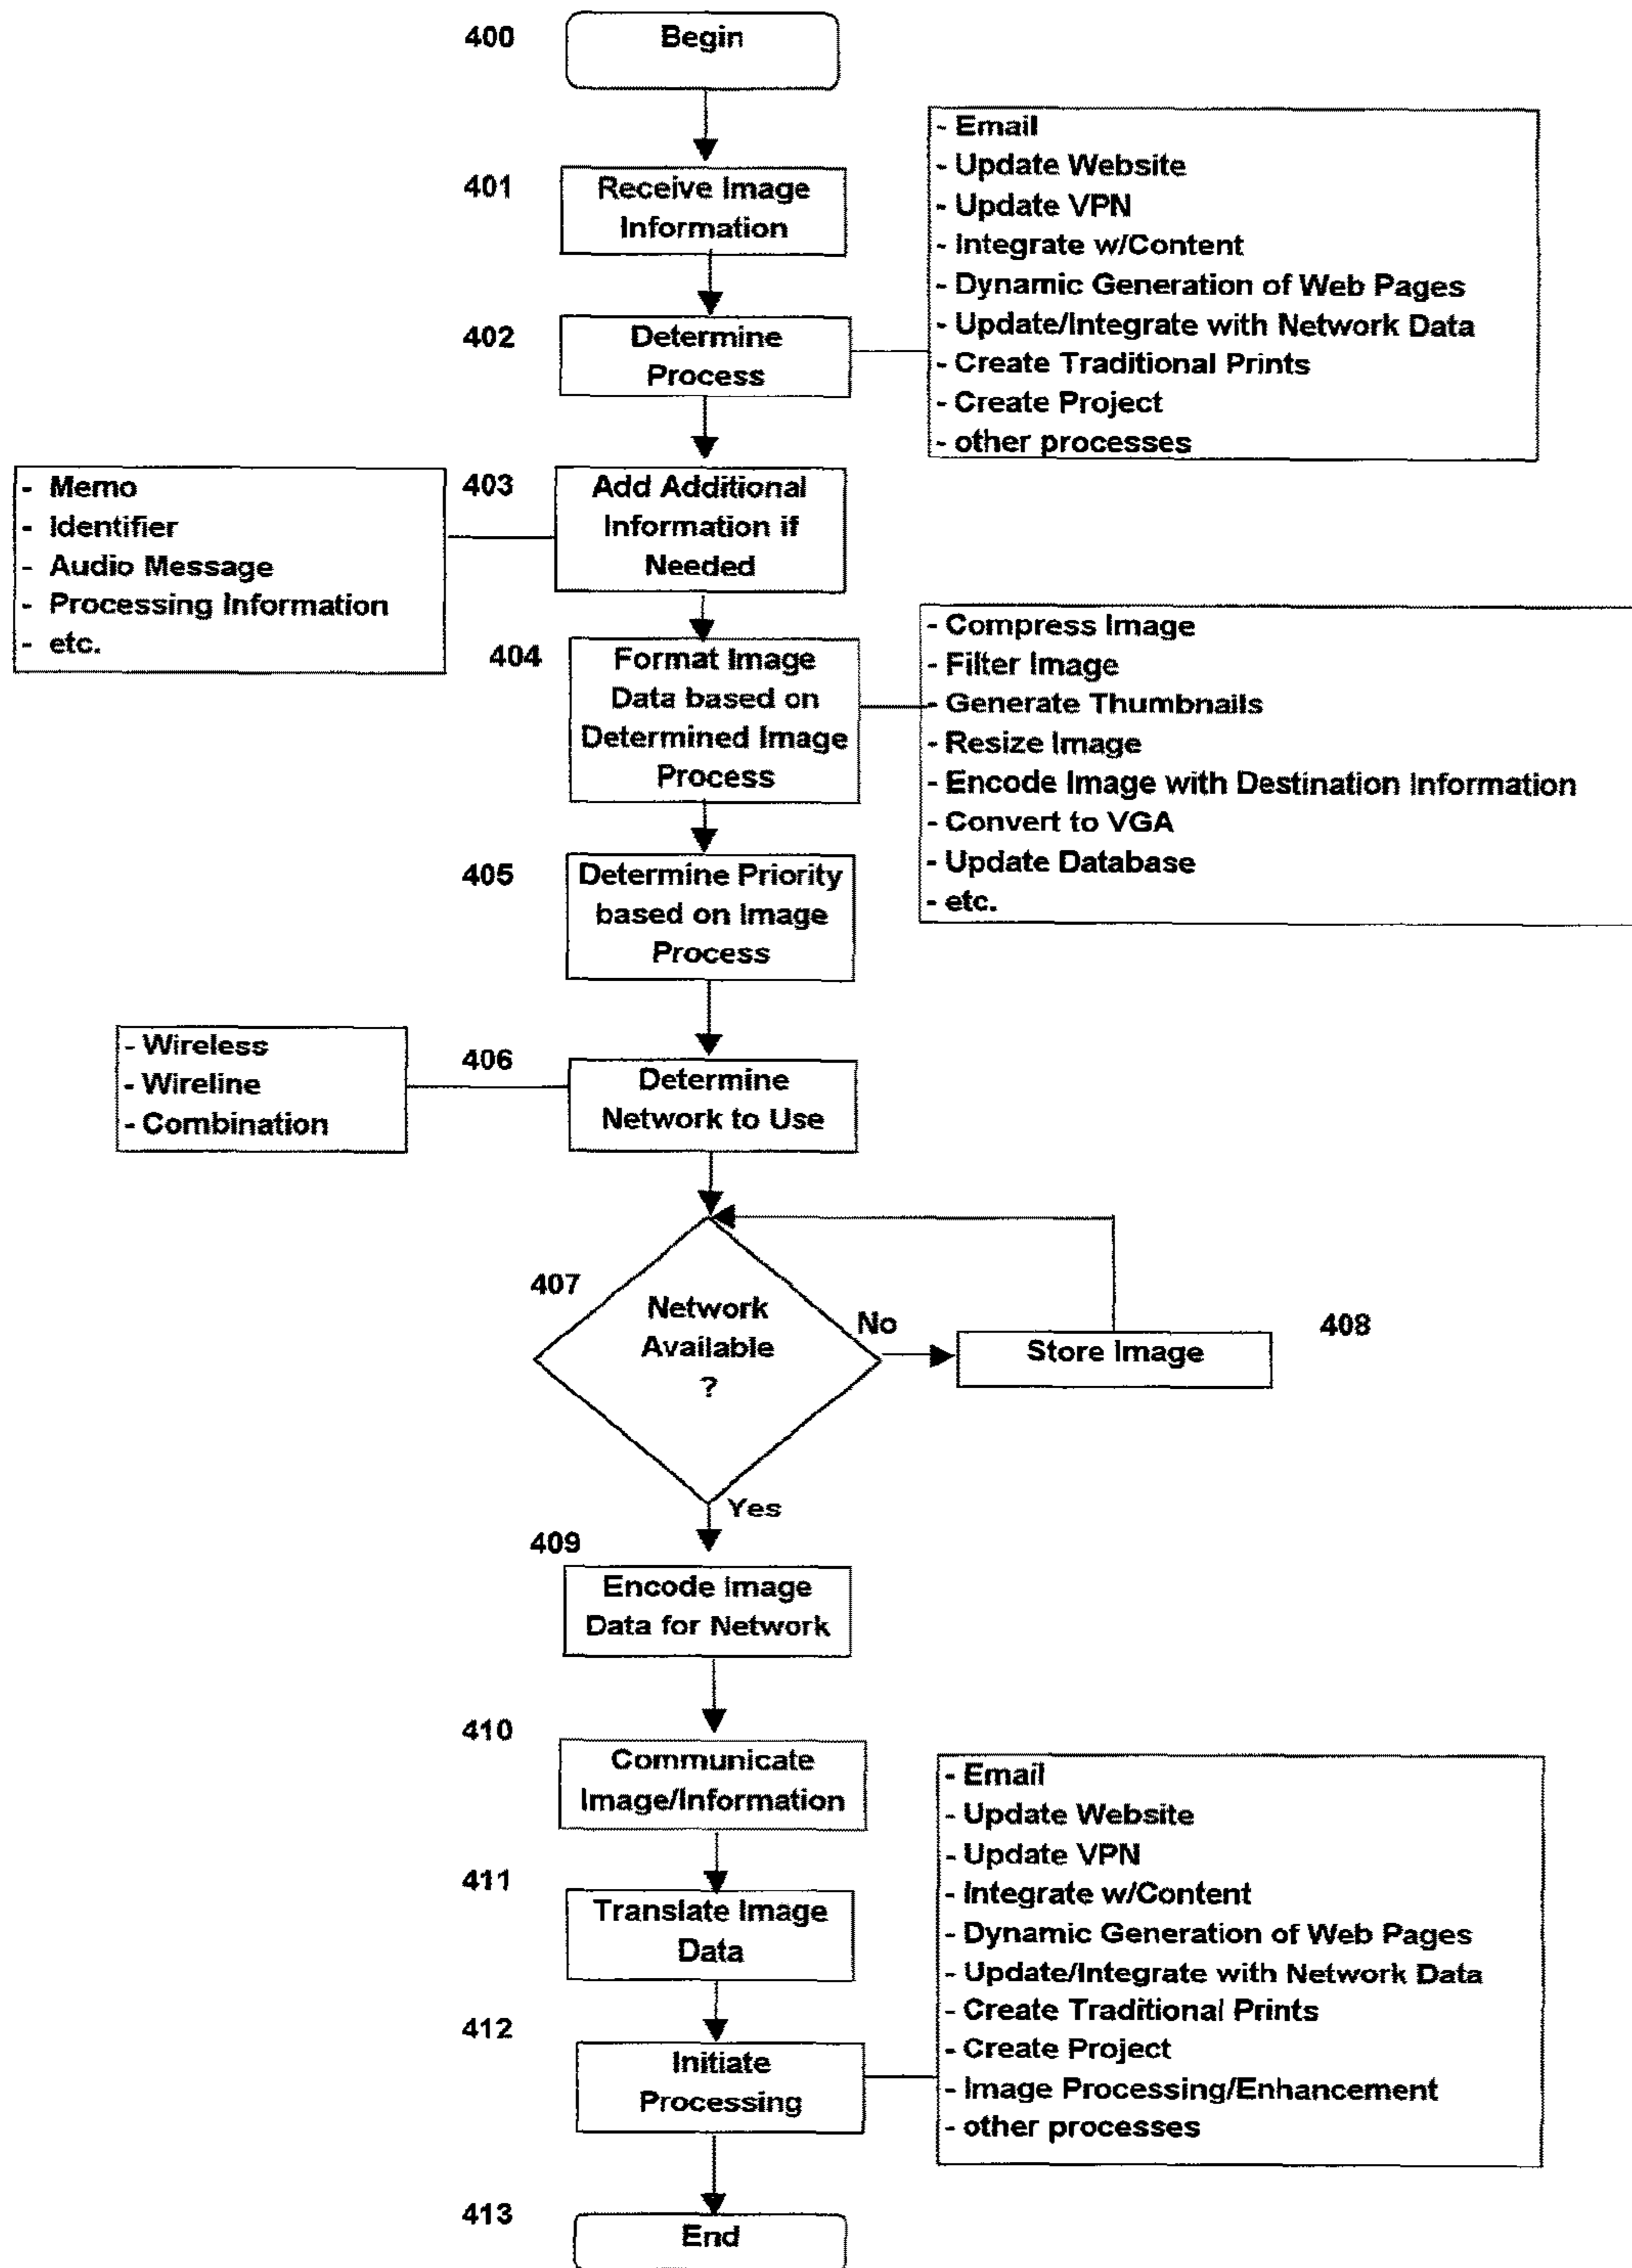 400
Begin
401
Receive Image
Information
402
Determine
Process
- Email
- Update Website
- Update VPN
- Integrate w/Content
- Dynamic Generation of Web Pages
- Update/Integrate with Network Data
- Create Traditional Prints
- Create Project
- other processes
403
Add Additional
Information if
Needed
- Memo
- Identifier
- Audio Message
- Processing Information
- etc.
404
Format Image
Data based on
Determined Image
Process
- Compress Image
- Filter Image
- Generate Thumbnails
- Resize Image
- Encode Image with Destination Information
- Convert to VGA
- Update Database
- etc.
405
Determine Priority
based on Image
Process
406
Determine
Network to Use
- Wireless
- Wireline
- Combination
407
Network
Available
?
No
408
Store Image
Yes
409
Encode Image
Data for Network
410
Communicate
Image/Information
411
Translate Image
Data
412
Initiate
Processing
- Email
- Update Website
- Update VPN
- Integrate w/Content
- Dynamic Generation of Web Pages
- Update/Integrate with Network Data
- Create Traditional Prints
- Create Project
- Image Processing/Enhancement
- other processes
413
End